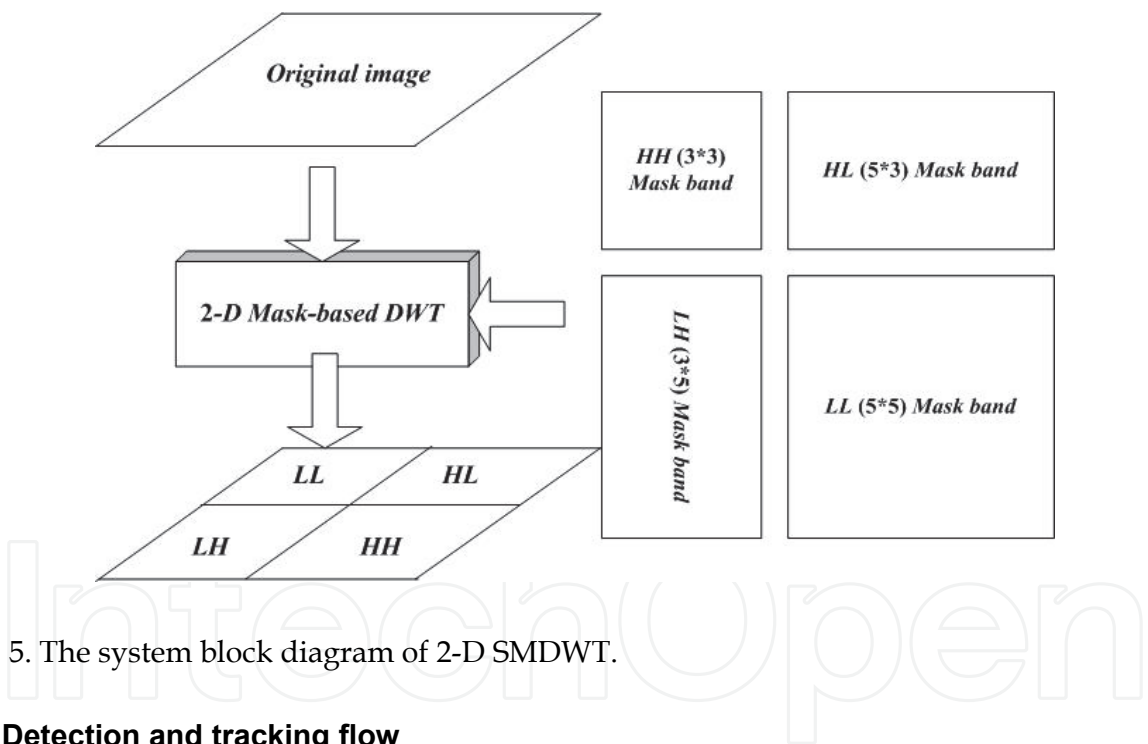 Original image
HH (3*3)
Mask band
HL (5*3) Mask band
2-D Mask-based DWT
LH (3*5) Mask band
LL (5*5) Mask band
LL
HL
LH
HH
IntechOpen
5. The system block diagram of 2-D SMDWT.
Detection and tracking flow